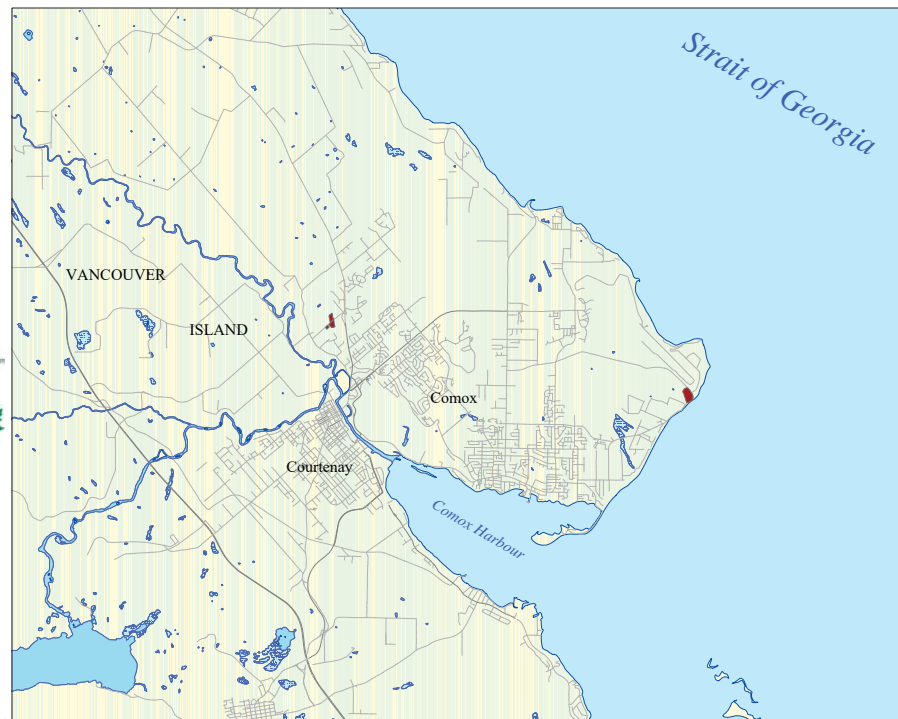 Strait of Georgia
VANCOUVER
ISLAND
Comox
Courtenay
Comox Harbour